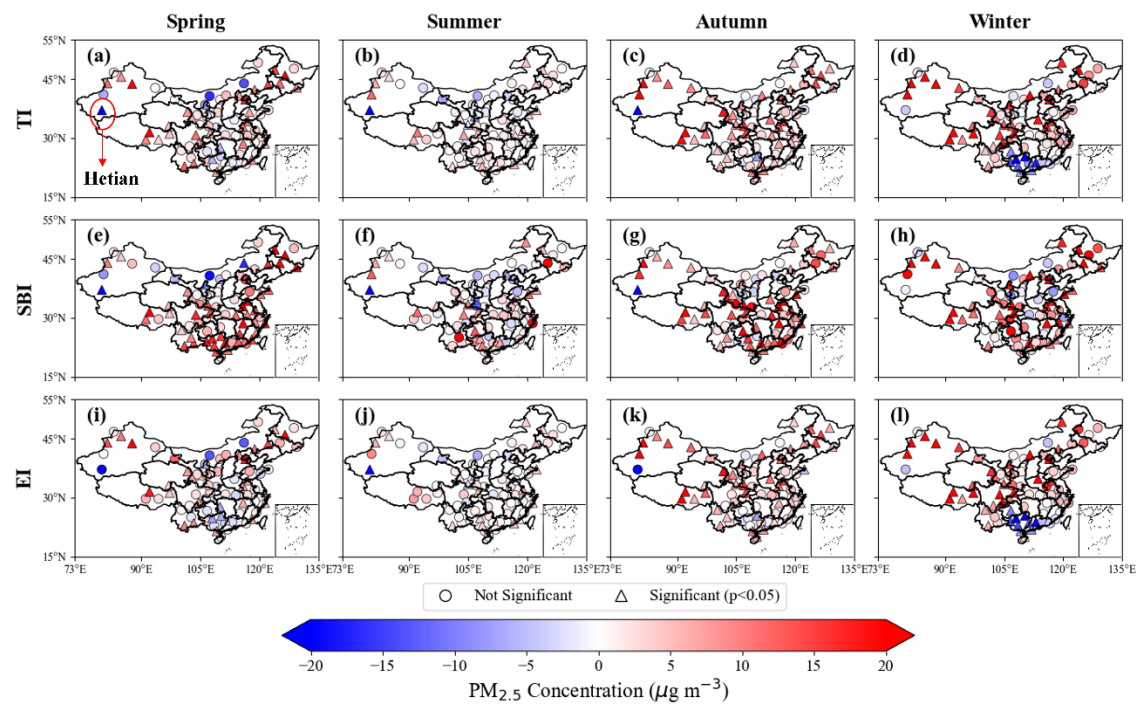 Spring Summer Autumn Winter
55°N
45°N
30°N
15°N
TI
(a) (b) (c) (d)
Hetian
55°N
45°N
30°N
15°N
SBI
(e) (f) (g) (h)
55°N
45°N
30°N
15°N
EI
(i) (j) (k) (l)
73°E 90°E 105°E 120°E 135°E73°E 90°E 105°E 120°E 135°E73°E 90°E 105°E 120°E 135°E73°E 90°E 105°E 120°E 135°E
Not Significant Significant (p<0.05)
−20 −15 −10 −5 0 5 10 15 20
PM2.5 Concentration (μg m−3)